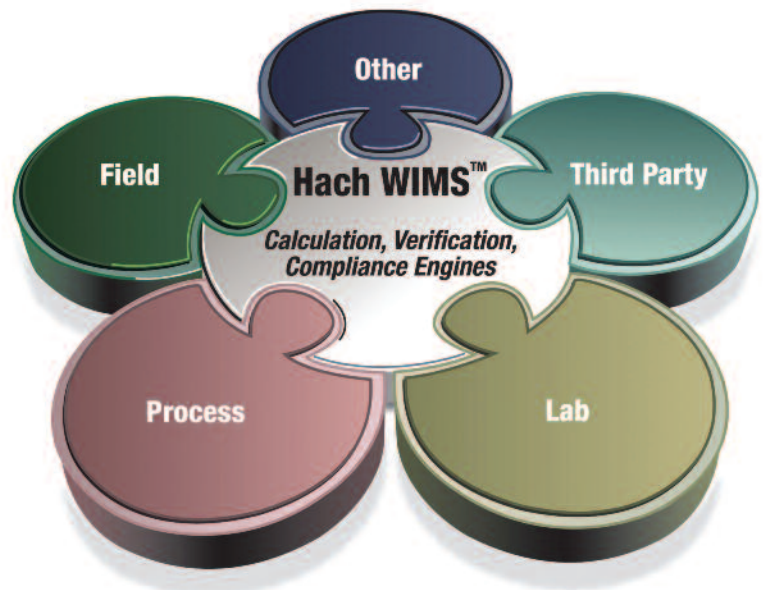 Other
Field
Hach WIMS™
Third Party
Calculation, Verification,
Compliance Engines
Process
Lab